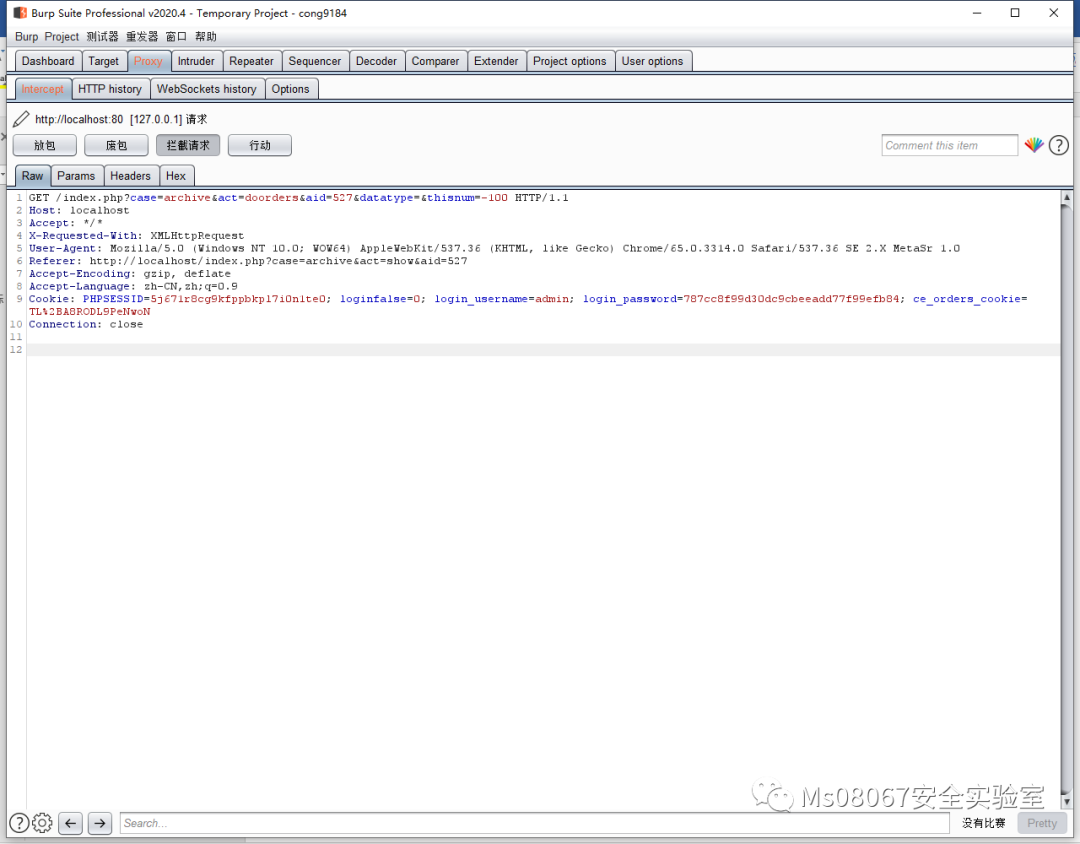 Burp Suite Professional v2020.4 - Temporary Project - cong9184
Burp Project 测试器 重发器 窗口 帮助
Dashboard Target Proxy Intruder Repeater Sequencer Decoder Comparer Extender Project options User options
Intercept HTTP history WebSockets history Options
http://localhost:80 [127.0.0.1] 请求
放包 废包 拦截请求 行动 Comment this item ?
Raw Params Headers Hex
1 GET /index.php?case=archive&act=doorders&aid=527&datatype=&thisnum=-100 HTTP/1.1
2 Host: localhost
3 Accept: */*
4 X-Requested-With: XMLHttpRequest
5 User-Agent: Mozilla/5.0 (Windows NT 10.0; WOW64) AppleWebKit/537.36 (KHTML, like Gecko) Chrome/65.0.3314.0 Safari/537.36 SE 2.X MetaSr 1.0
6 Referer: http://localhost/index.php?case=archive&act=show&aid=527
7 Accept-Encoding: gzip, deflate
8 Accept-Language: zh-CN,zh;q=0.9
9 Cookie: PHPSESSID=5j671r8cg9kfppbkpl7i0n1te0; loginfalse=0; login_username=admin; login_password=787cc8f99d30dc9cbeeadd77f99efb84; ce_orders_cookie=
TL%2BA8RODL9PeNwoN
10 Connection: close
11
12
Ms08067安全实验室
? Search... 没有比赛 Pretty